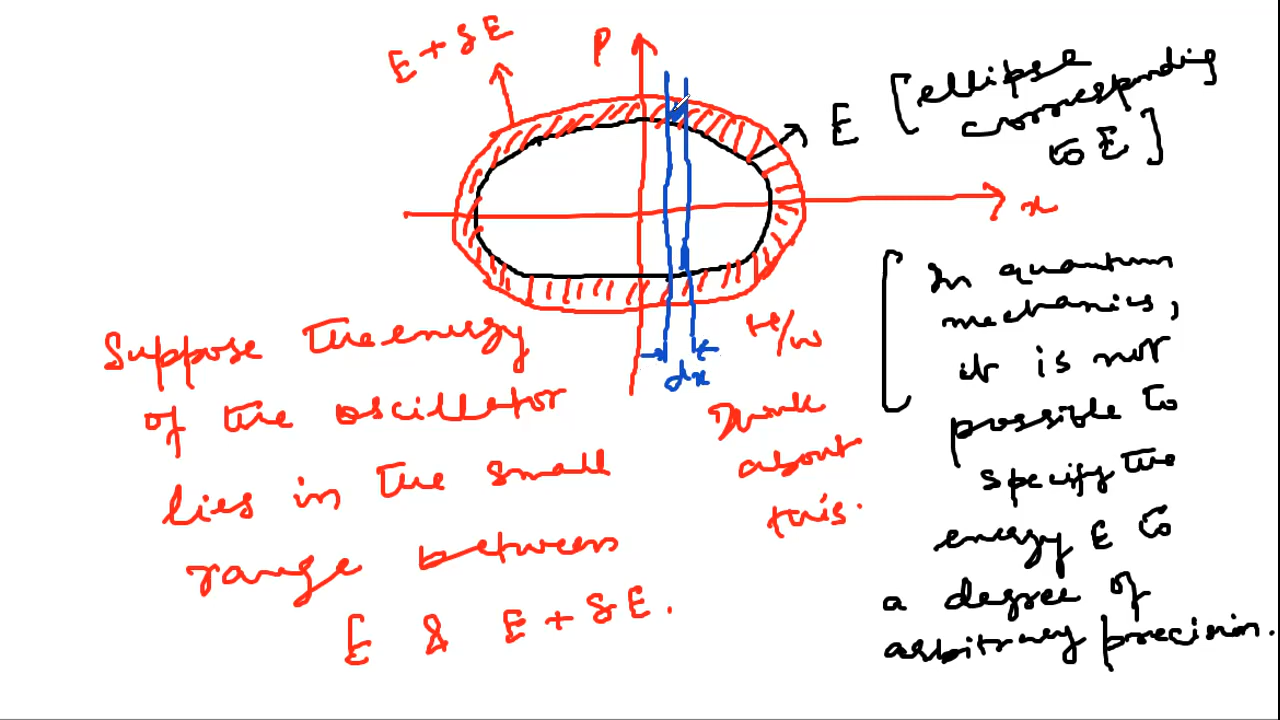 E + δE
P
E
[ellipse
corresponding
to E]
x
dx
H/W
Think
about
this.
Suppose the energy
of the oscillator
lies in the small
range between
E & E + δE.
[In quantum
mechanics,
it is not
possible to
specify the
energy E to
a degree of
arbitrary precision.